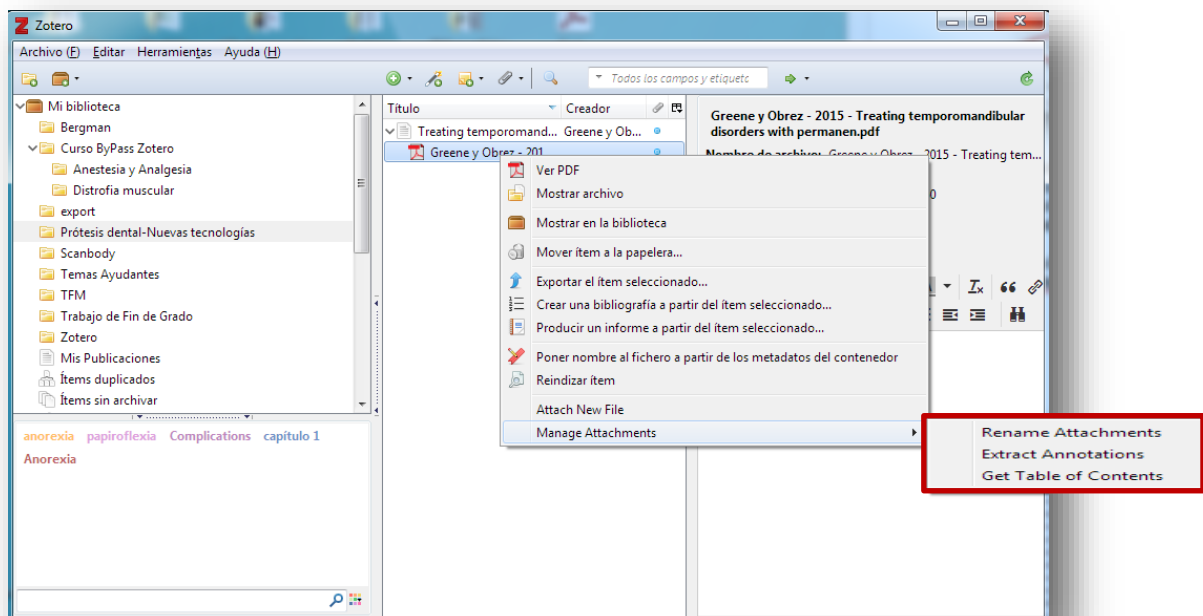 Zotero
Archivo (F) Editar Herramientas Ayuda (H)
Todos los campos y etiquetc
Mi biblioteca
Bergman
Curso ByPass Zotero
Anestesia y Analgesia
Distrofia muscular
export
Prótesis dental-Nuevas tecnologías
Scanbody
Temas Ayudantes
TFM
Trabajo de Fin de Grado
Zotero
Mis Publicaciones
Ítems duplicados
Ítems sin archivar
anorexia papiroflexia Complications capítulo 1
Anorexia
Título Creador
Treating temporomand... Greene y Ob...
Greene y Obrez - 201
Greene y Obrez - 2015 - Treating temporomandibular
disorders with permanen.pdf
Nombre de archivo: Greene y Obrez - 2015 - Treating tem...
0
Ver PDF
Mostrar archivo
Mostrar en la biblioteca
Mover ítem a la papelera...
Exportar el ítem seleccionado...
Crear una bibliografía a partir del ítem seleccionado...
Producir un informe a partir del ítem seleccionado...
Poner nombre al fichero a partir de los metadatos del contenedor
Reindizar ítem
Attach New File
Manage Attachments
Rename Attachments
Extract Annotations
Get Table of Contents